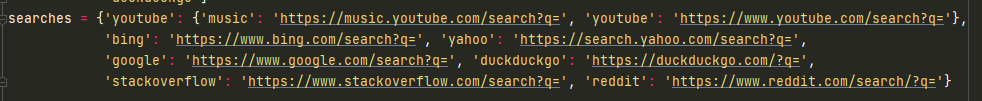 searches = {'youtube': {'music': 'https://music.youtube.com/search?q=', 'youtube': 'https://www.youtube.com/search?q='},
'bing': 'https://www.bing.com/search?q=', 'yahoo': 'https://search.yahoo.com/search?q=',
'google': 'https://www.google.com/search?q=', 'duckduckgo': 'https://duckduckgo.com/?q=',
'stackoverflow': 'https://www.stackoverflow.com/search?q=', 'reddit': 'https://www.reddit.com/search/?q='}